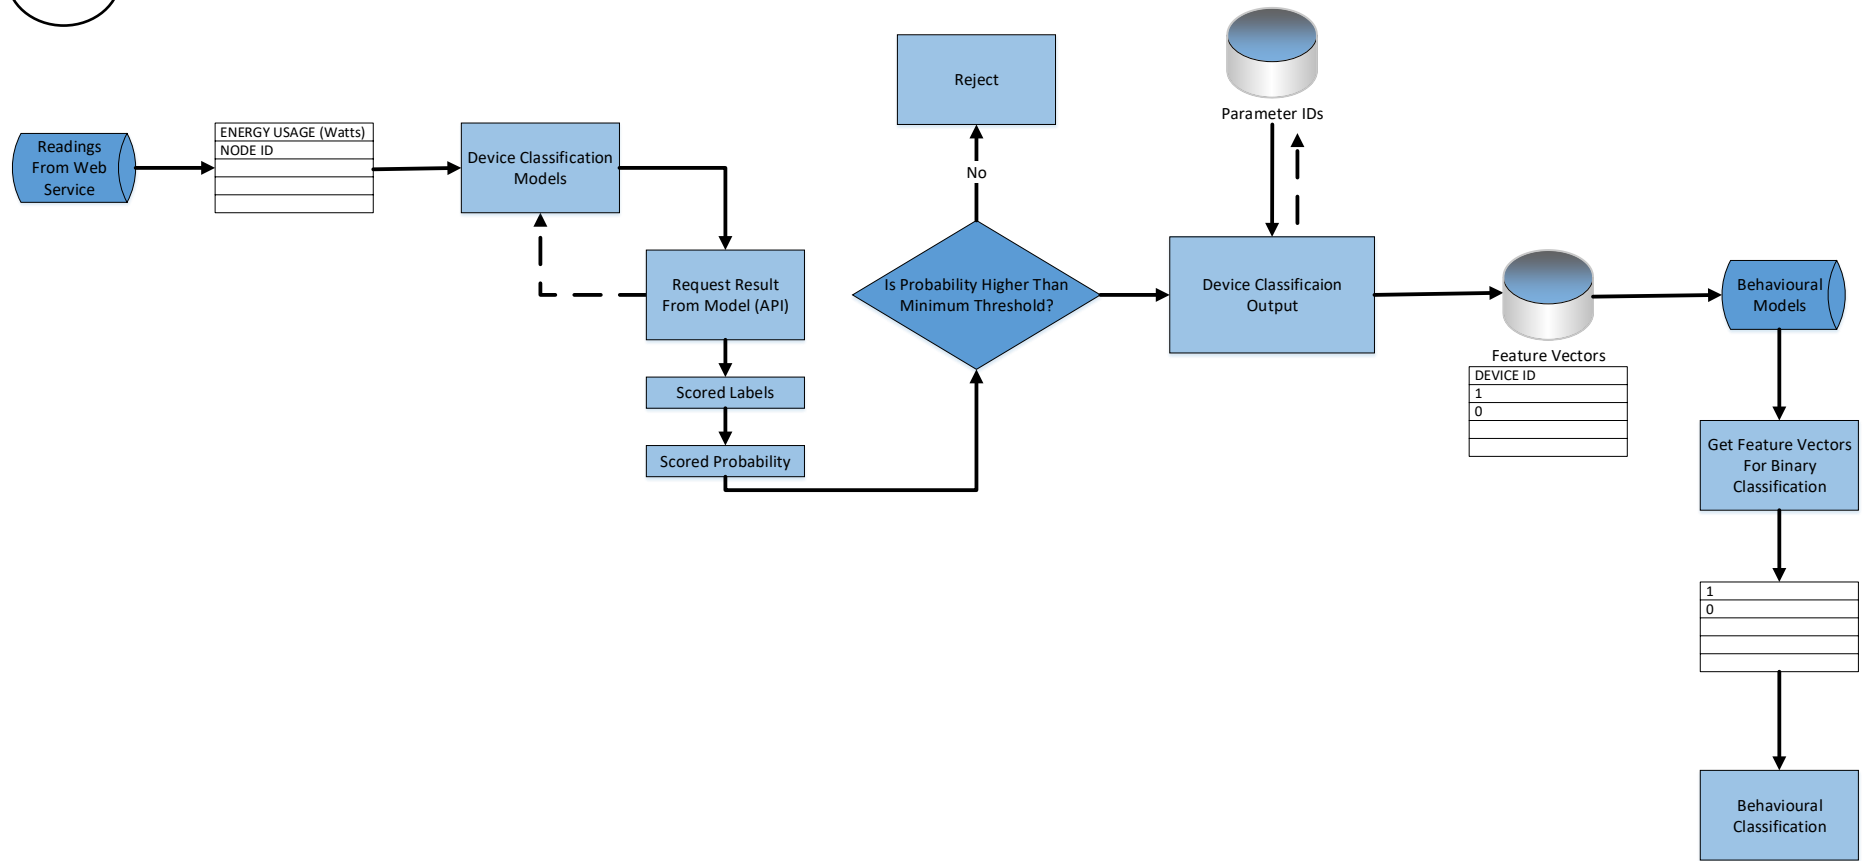 Readings
From Web
Service
ENERGY USAGE (Watts)
NODE ID
Device Classification
Models
Request Result
From Model (API)
Scored Labels
Scored Probability
Reject
No
Is Probability Higher Than
Minimum Threshold?
Parameter IDs
Device Classificaion
Output
Feature Vectors
DEVICE ID
1
0
Behavioural
Models
Get Feature Vectors
For Binary
Classification
1
0
Behavioural
Classification